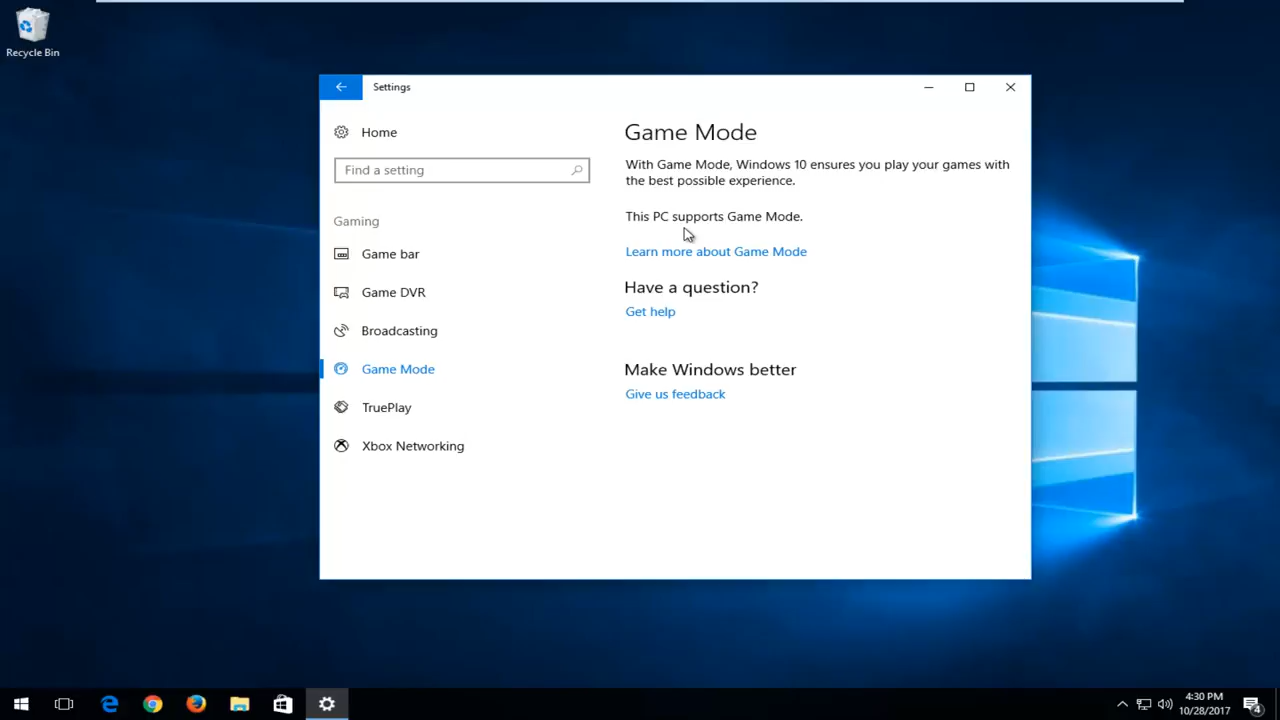 Recycle Bin
Settings
Home
Find a setting
Gaming
Game bar
Game DVR
Broadcasting
Game Mode
TruePlay
Xbox Networking
Game Mode
With Game Mode, Windows 10 ensures you play your games with
the best possible experience.
This PC supports Game Mode.
Learn more about Game Mode
Have a question?
Get help
Make Windows better
Give us feedback
4:30 PM
10/28/2017
4